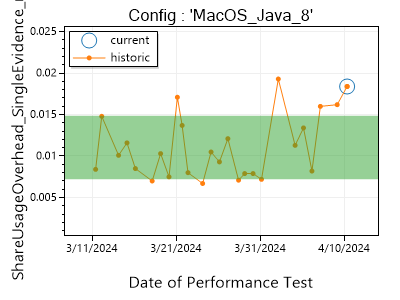 Config : 'MacOS_Java_8'
ShareUsageOverhead_SingleEvidence_
current
historic
0.025
0.02
0.015
0.01
0.005
3/11/2024
3/21/2024
3/31/2024
4/10/2024
Date of Performance Test